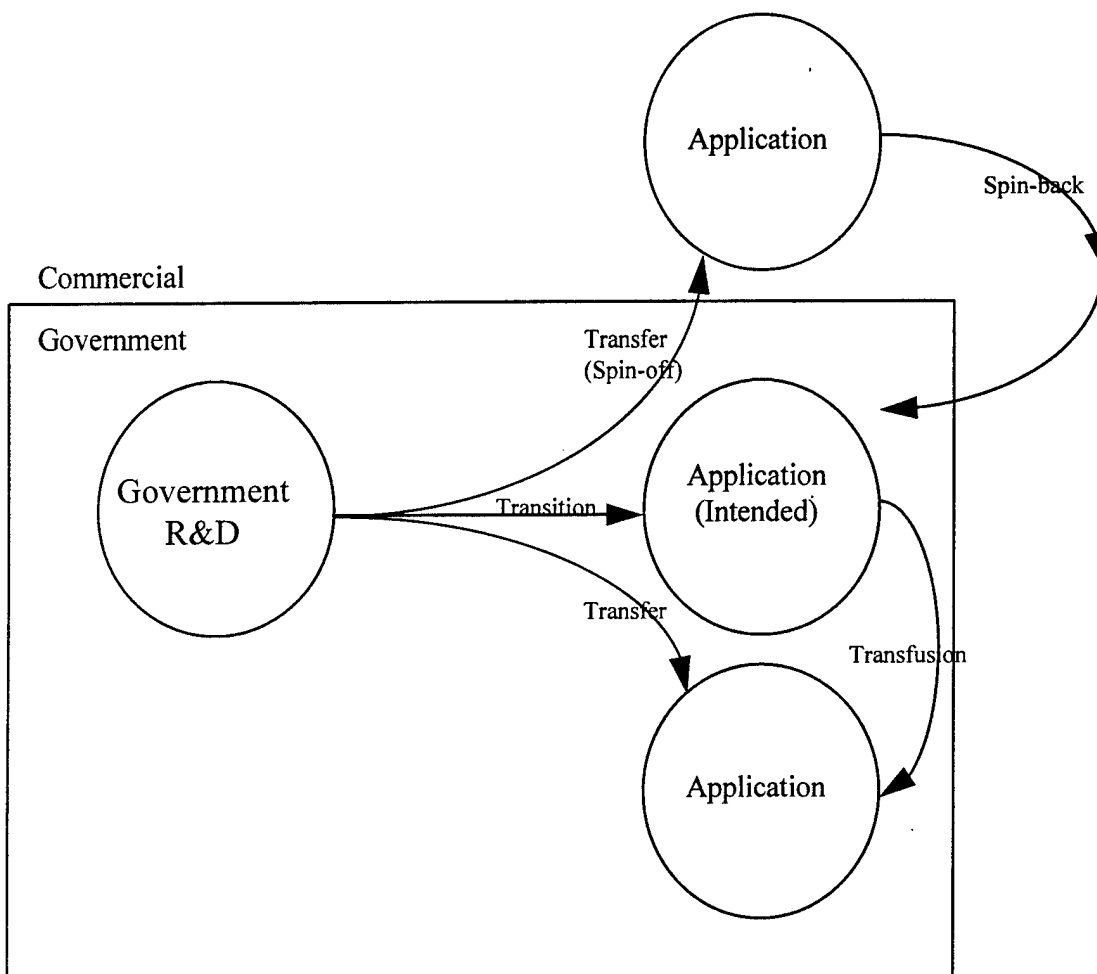 Application
Spin-back
Commercial
Government
Transfer
(Spin-off)
Government
R&D
Transition
Application
(Intended)
Transfer
Transfusion
Application